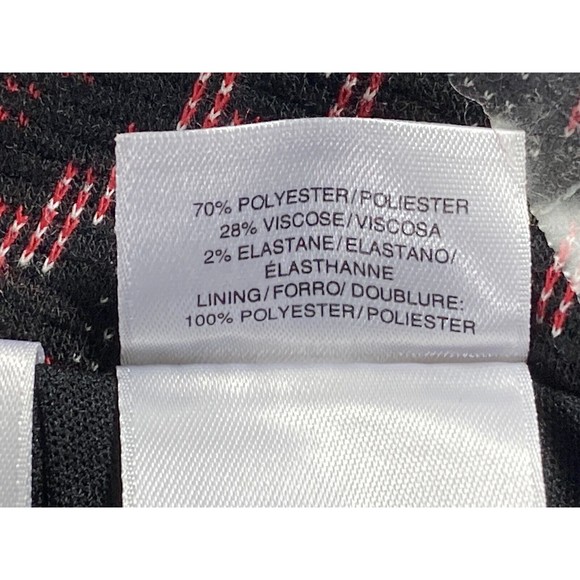 70% POLYESTER/POLIESTER
28% VISCOSE/VISCOSA
2% ELASTANE/ELASTANO/
ÉLASTHANNE
LINING/FORRO/DOUBLURE:
100% POLYESTER/POLIESTER